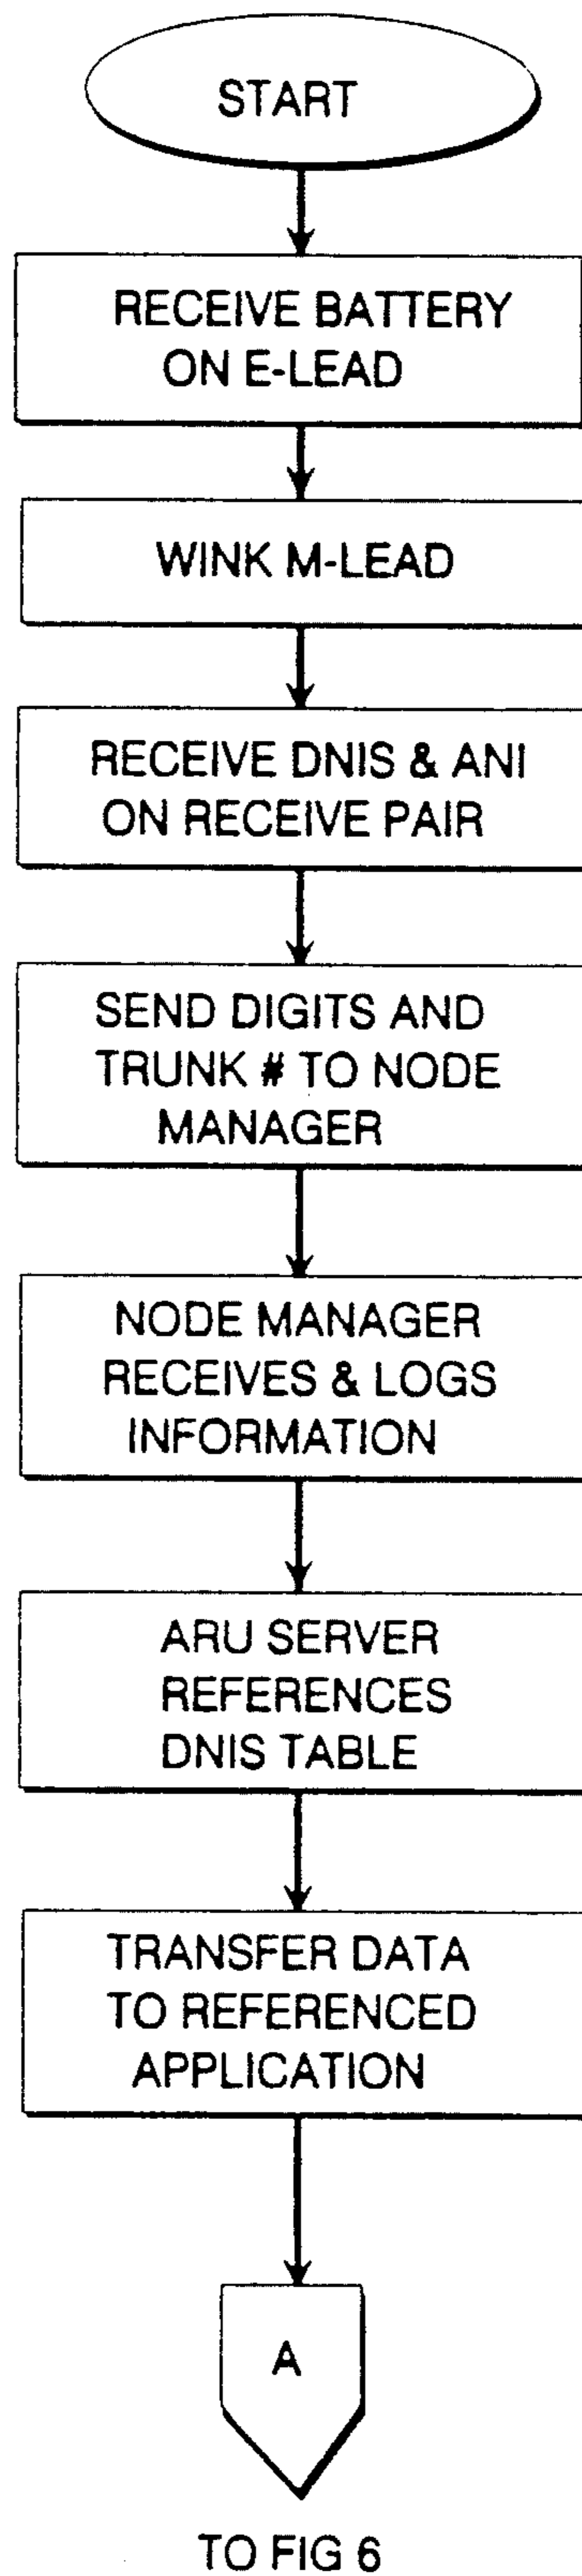 START
RECEIVE BATTERY
ON E-LEAD
WINK M-LEAD
RECEIVE DNIS & ANI
ON RECEIVE PAIR
SEND DIGITS AND
TRUNK # TO NODE
MANAGER
NODE MANAGER
RECEIVES & LOGS
INFORMATION
ARU SERVER
REFERENCES
DNIS TABLE
TRANSFER DATA
TO REFERENCED
APPLICATION
A
TO FIG 6